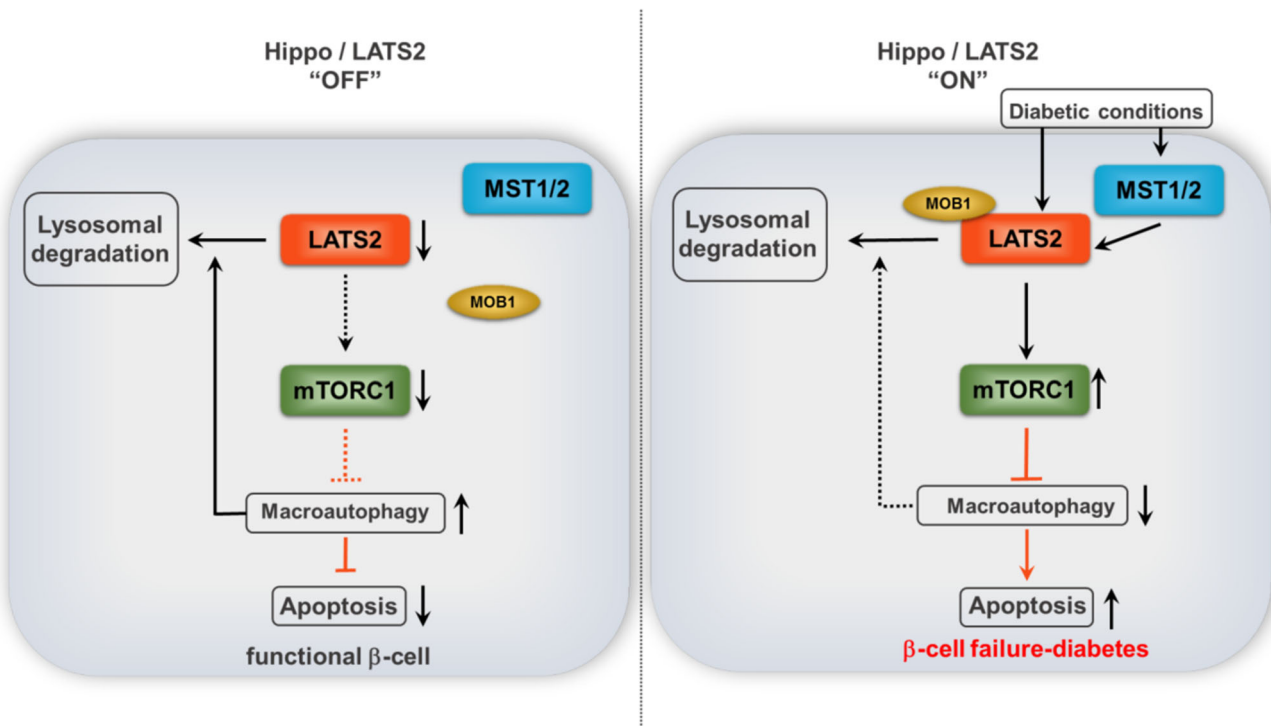 Hippo / LATS2
“OFF”
MST1/2
Lysosomal
degradation
LATS2
MOB1
mTORC1
Macroautophagy
Apoptosis
functional β-cell
Hippo / LATS2
“ON”
Diabetic conditions
MST1/2
MOB1
Lysosomal
degradation
LATS2
mTORC1
Macroautophagy
Apoptosis
β-cell failure-diabetes